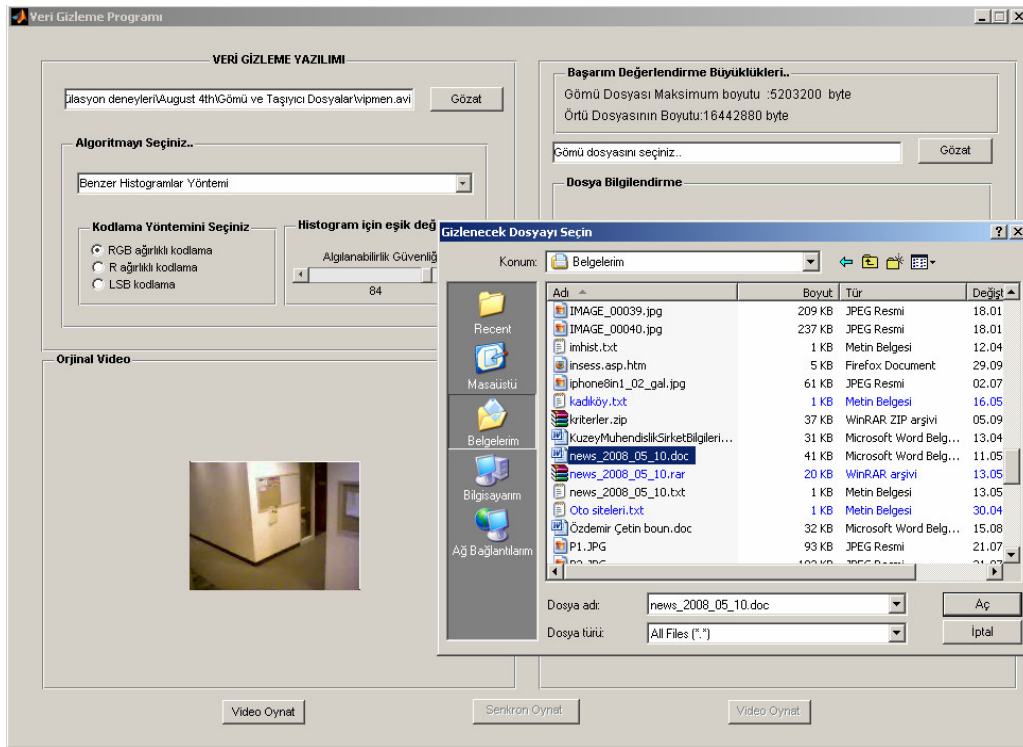 Veri Gizleme Programı
VERİ GİZLEME YAZILIMI
ülasyon deneyleri\August 4th\Gömü ve Taşıyıcı Dosyalar\vipmen.avi
Gözat
Algoritmayı Seçiniz..
Benzer Histogramlar Yöntemi
Kodlama Yöntemini Seçiniz
RGB ağırlıklı kodlama
R ağırlıklı kodlama
LSB kodlama
Histogram için eşik değ
Algılanabilirlik Güvenliğ
84
Orjinal Video
Başarım Değerlendirme Büyüklükleri..
Gömü Dosyası Maksimum boyutu :5203200 byte
Örtü Dosyasının Boyutu:16442880 byte
Gömü dosyasını seçiniz..
Gözat
Dosya Bilgilendirme
Gizlenecek Dosyayı Seçin
Konum: Belgelerim
Recent
Masaüstü
Belgelerim
Bilgisayarım
Ağ Bağlantılarım
Adı Boyut Tür Değişt
IMAGE_00039.jpg 209 KB JPEG Resmi 18.01
IMAGE_00040.jpg 237 KB JPEG Resmi 18.01
imhist.txt 1 KB Metin Belgesi 12.04
insess.asp.htm 5 KB Firefox Document 29.09
iphone8in1_02_gal.jpg 61 KB JPEG Resmi 02.07
kadıköy.txt 1 KB Metin Belgesi 16.05
kriterler.zip 37 KB WinRAR ZIP arşivi 05.09
KuzeyMuhendislikSirketBilgileri... 31 KB Microsoft Word Belg... 13.04
news_2008_05_10.doc 41 KB Microsoft Word Belg... 11.05
news_2008_05_10.rar 20 KB WinRAR arşivi 13.05
news_2008_05_10.txt 1 KB Metin Belgesi 13.05
Oto siteleri.txt 1 KB Metin Belgesi 30.04
Özdemir Çetin boun.doc 32 KB Microsoft Word Belg... 15.08
P1.JPG 93 KB JPEG Resmi 21.07
Dosya adı: news_2008_05_10.doc Aç
Dosya türü: All Files (*.*) İptal
Video Oynat
Senkron Oynat
Video Oynat